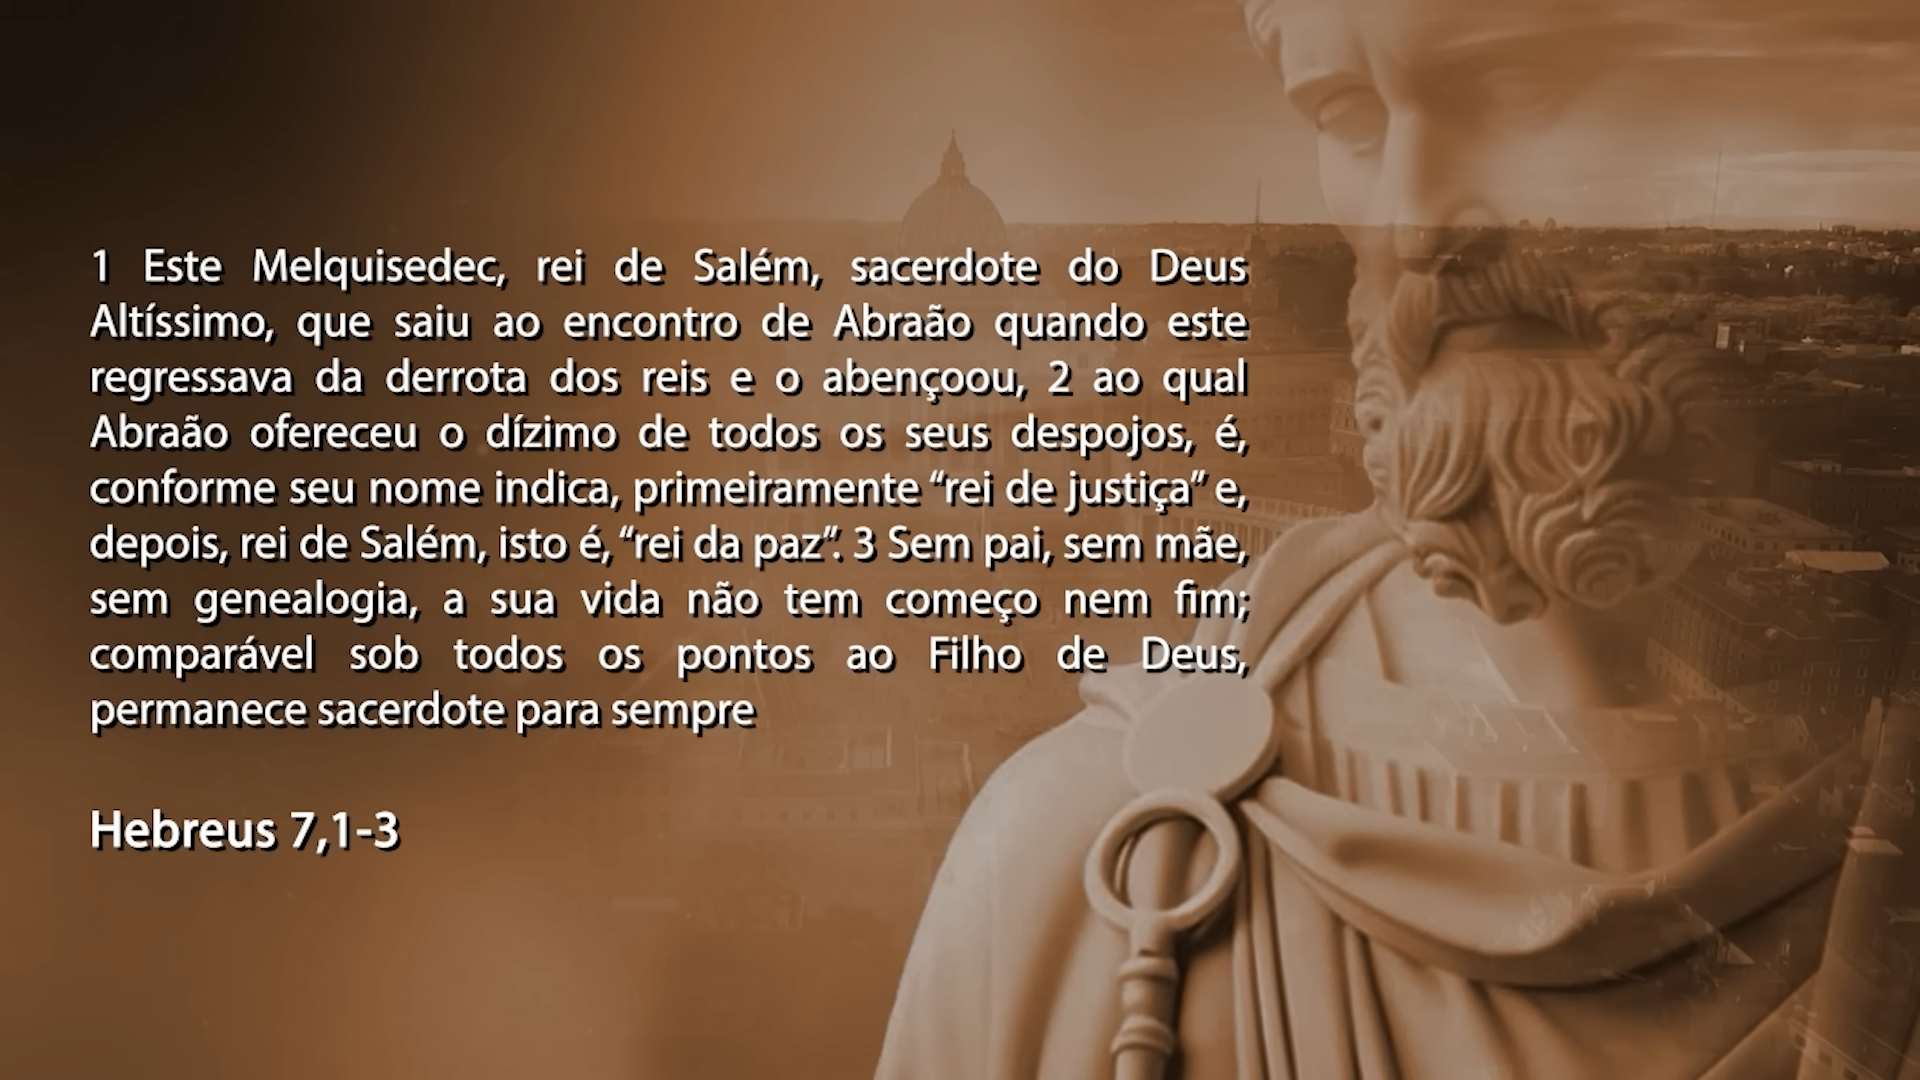 1 Este Melquisedec, rei de Salém, sacerdote do Deus
Altíssimo, que saiu ao encontro de Abraão quando este
regressava da derrota dos reis e o abençoou, 2 ao qual
Abraão ofereceu o dízimo de todos os seus despojos, é,
conforme seu nome indica, primeiramente “rei de justiça” e,
depois, rei de Salém, isto é, “rei da paz”. 3 Sem pai, sem mãe,
sem genealogia, a sua vida não tem começo nem fim;
comparável sob todos os pontos ao Filho de Deus,
permanece sacerdote para sempre
Hebreus 7,1-3